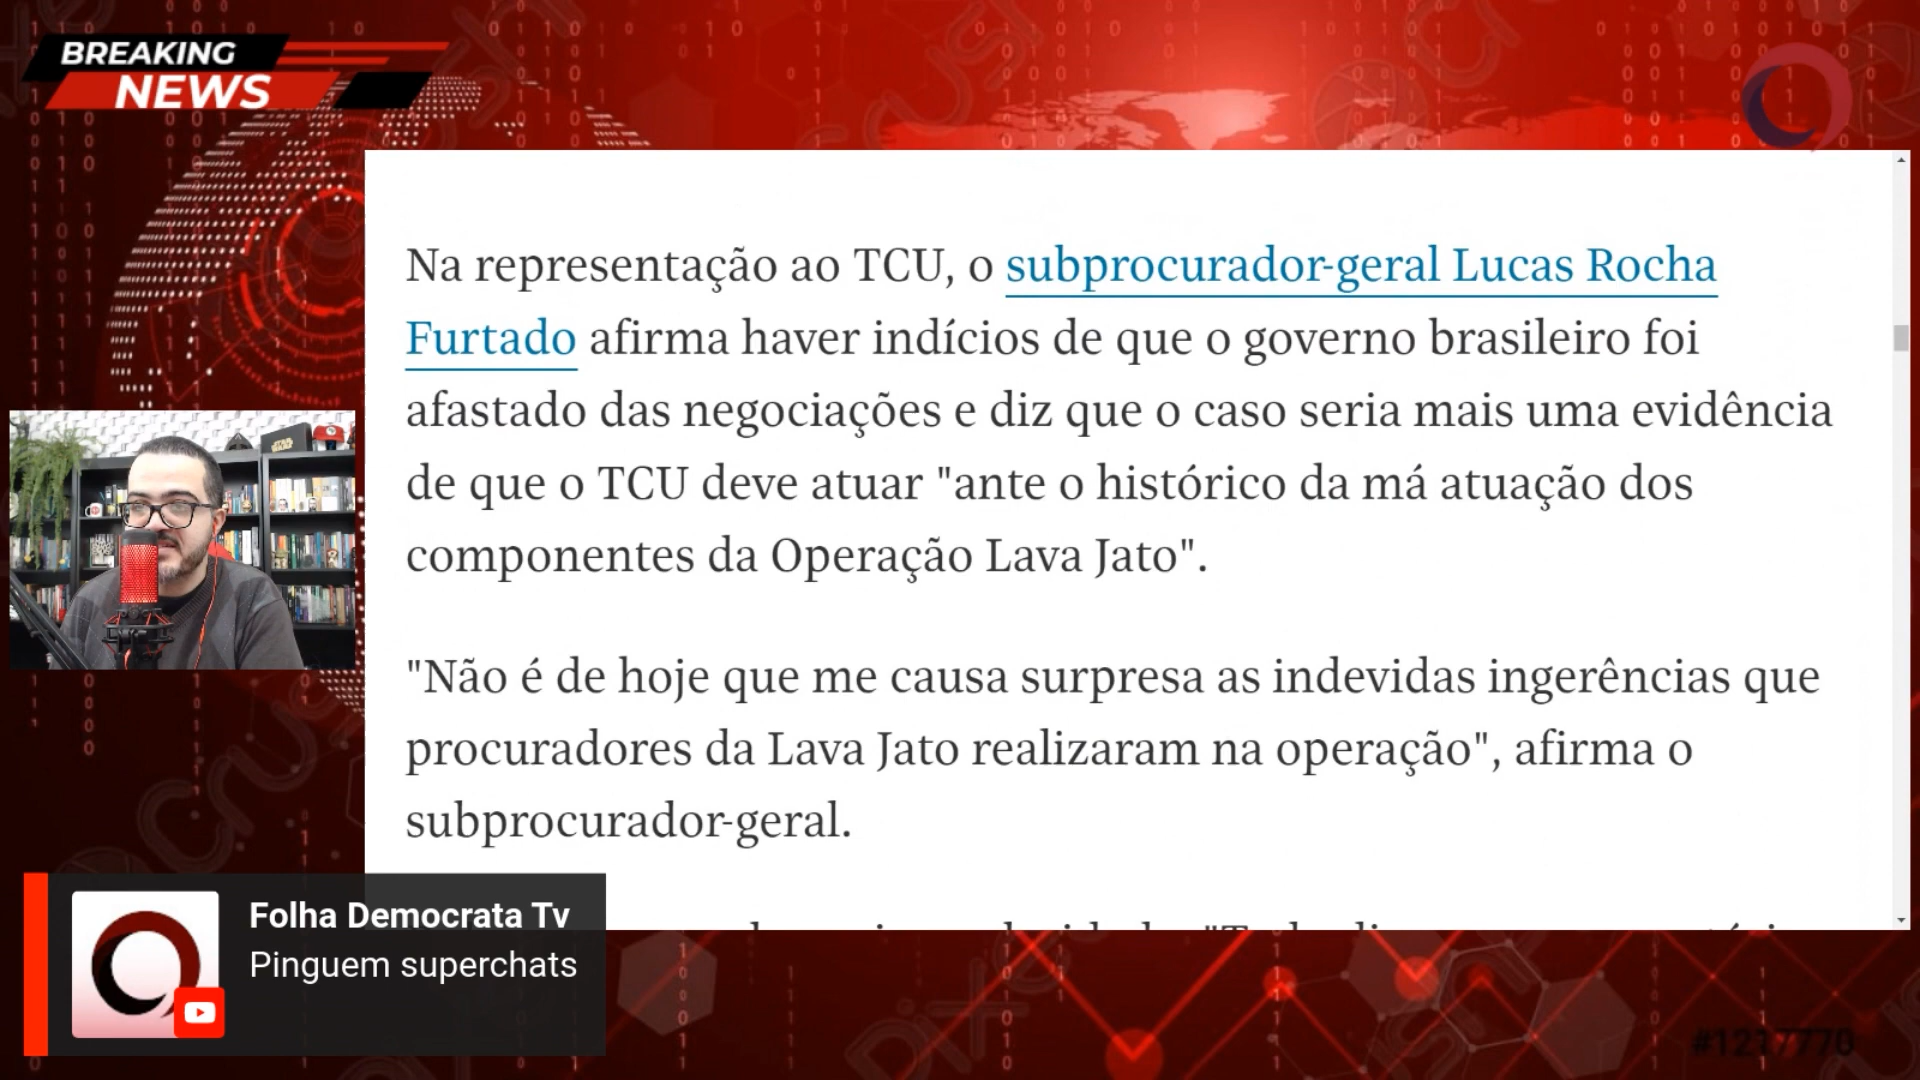 BREAKING
NEWS
Na representação ao TCU, o subprocurador-geral Lucas Rocha
Furtado afirma haver indícios de que o governo brasileiro foi
afastado das negociações e diz que o caso seria mais uma evidência
de que o TCU deve atuar "ante o histórico da má atuação dos
componentes da Operação Lava Jato".
"Não é de hoje que me causa surpresa as indevidas ingerências que
procuradores da Lava Jato realizaram na operação", afirma o
subprocurador-geral.
Folha Democrata Tv
Pinguem superchats
#1217770